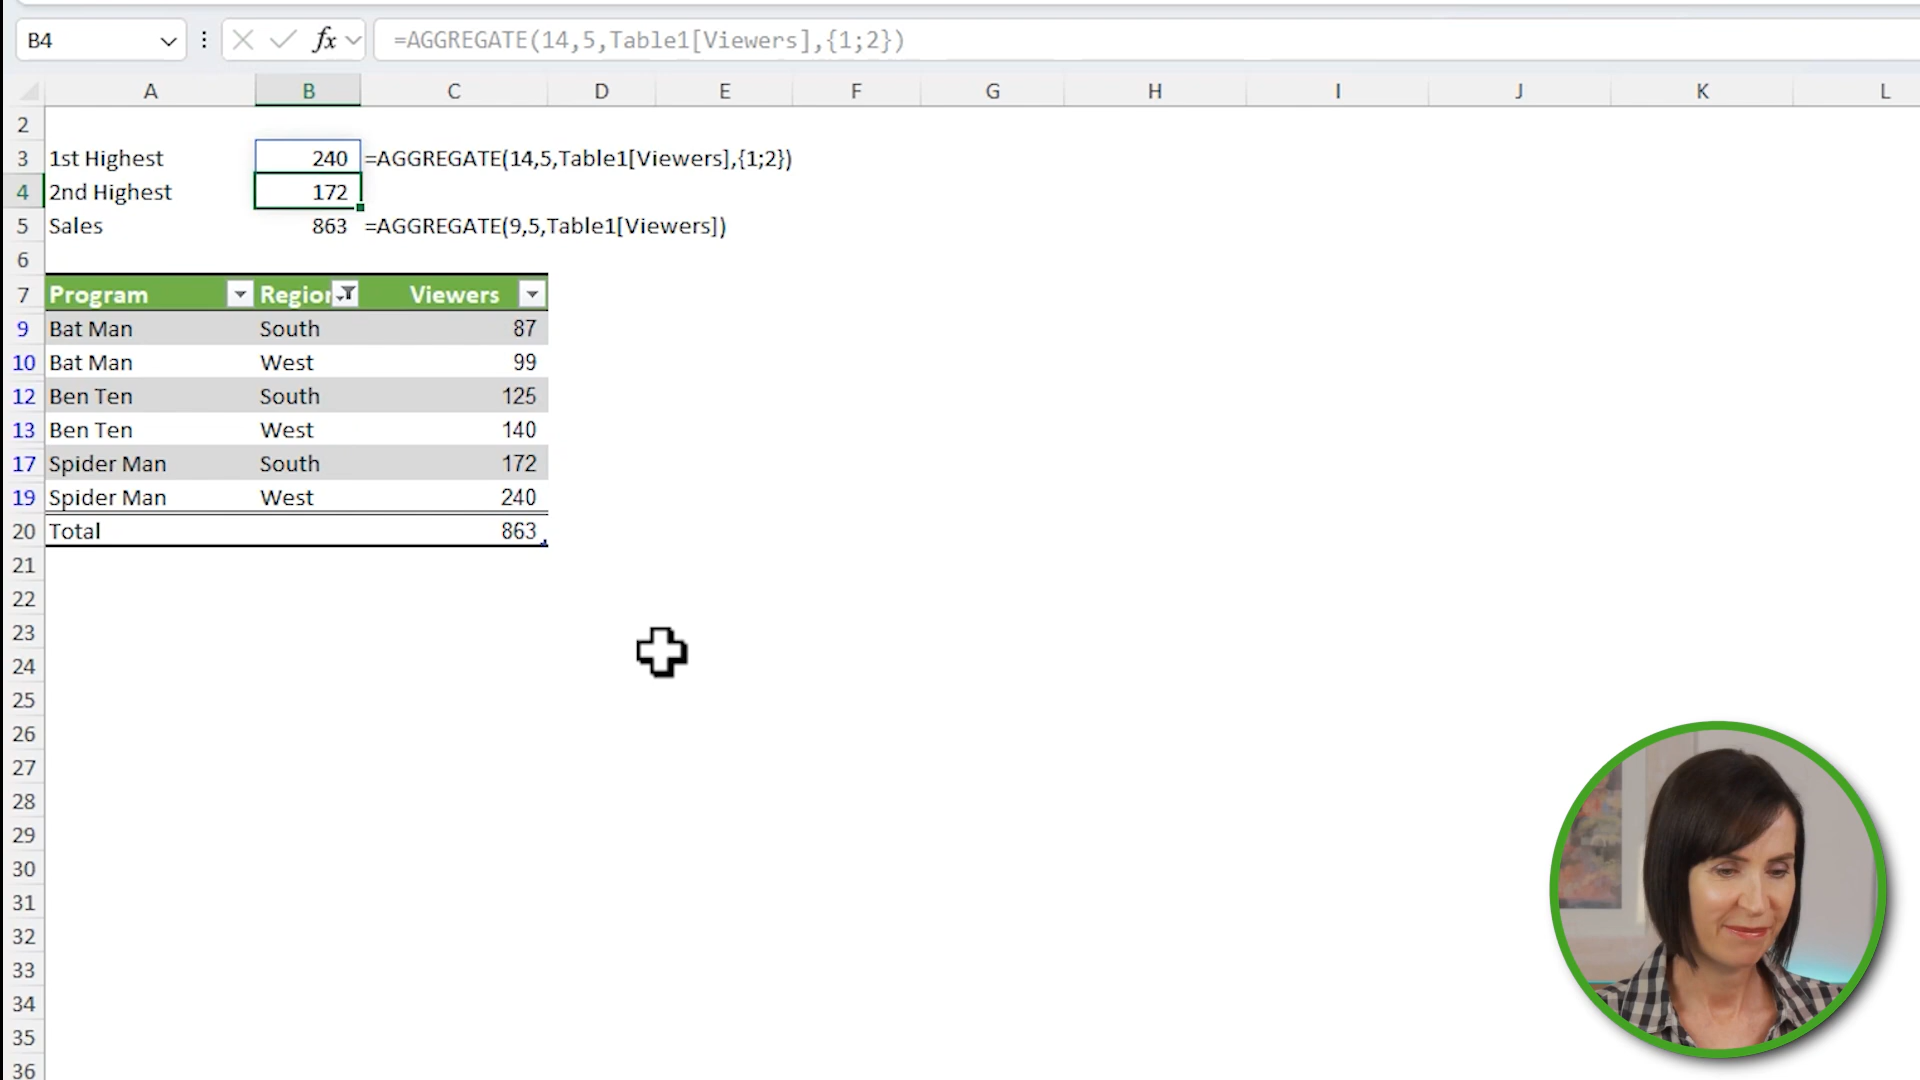 B4 fx =AGGREGATE(14,5,Table1[Viewers],{1;2})
A B C D E F G H I J K L
2
3 1st Highest 240 =AGGREGATE(14,5,Table1[Viewers],{1;2})
4 2nd Highest 172
5 Sales 863 =AGGREGATE(9,5,Table1[Viewers])
6
7 Program Region Viewers
9 Bat Man South 87
10 Bat Man West 99
12 Ben Ten South 125
13 Ben Ten West 140
17 Spider Man South 172
19 Spider Man West 240
20 Total 863
21
22
23
24
25
26
27
28
29
30
31
32
33
34
35
36